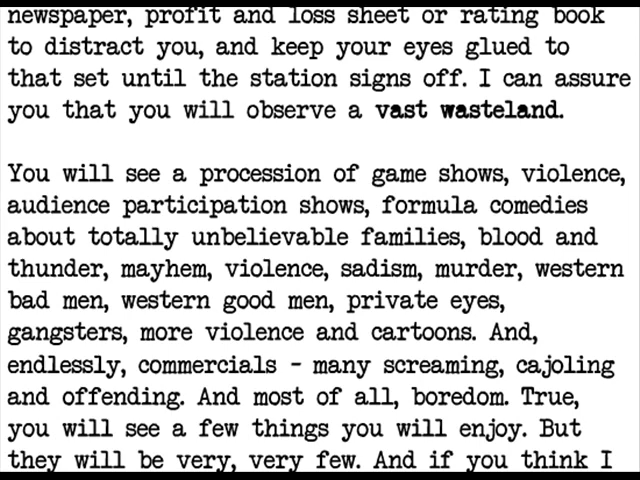 newspaper, profit and loss sheet or rating book
to distract you, and keep your eyes glued to
that set until the station signs off. I can assure
you that you will observe a vast wasteland.
You will see a procession of game shows, violence,
audience participation shows, formula comedies
about totally unbelievable families, blood and
thunder, mayhem, violence, sadism, murder, western
bad men, western good men, private eyes,
gangsters, more violence and cartoons. And,
endlessly, commercials - many screaming, cajoling
and offending. And most of all, boredom. True,
you will see a few things you will enjoy. But
they will be very, very few. And if you think I